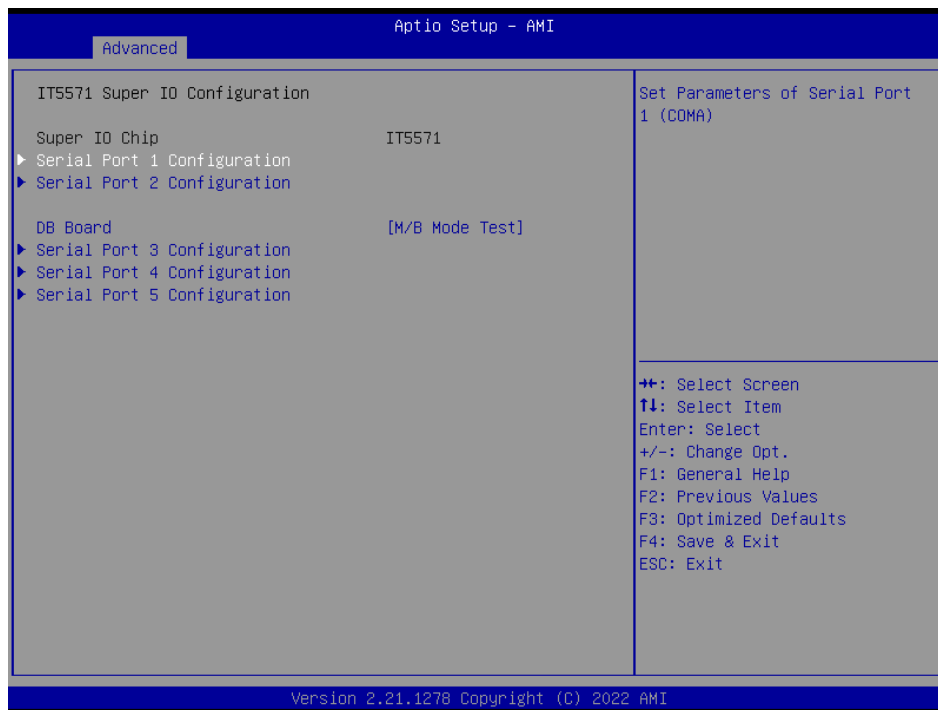 Aptio Setup – AMI
Advanced
IT5571 Super IO Configuration
Super IO Chip IT5571
Serial Port 1 Configuration
Serial Port 2 Configuration
DB Board [M/B Mode Test]
Serial Port 3 Configuration
Serial Port 4 Configuration
Serial Port 5 Configuration
Set Parameters of Serial Port
1 (COMA)
→←: Select Screen
↑↓: Select Item
Enter: Select
+/-: Change Opt.
F1: General Help
F2: Previous Values
F3: Optimized Defaults
F4: Save & Exit
ESC: Exit
Version 2.21.1278 Copyright (C) 2022 AMI